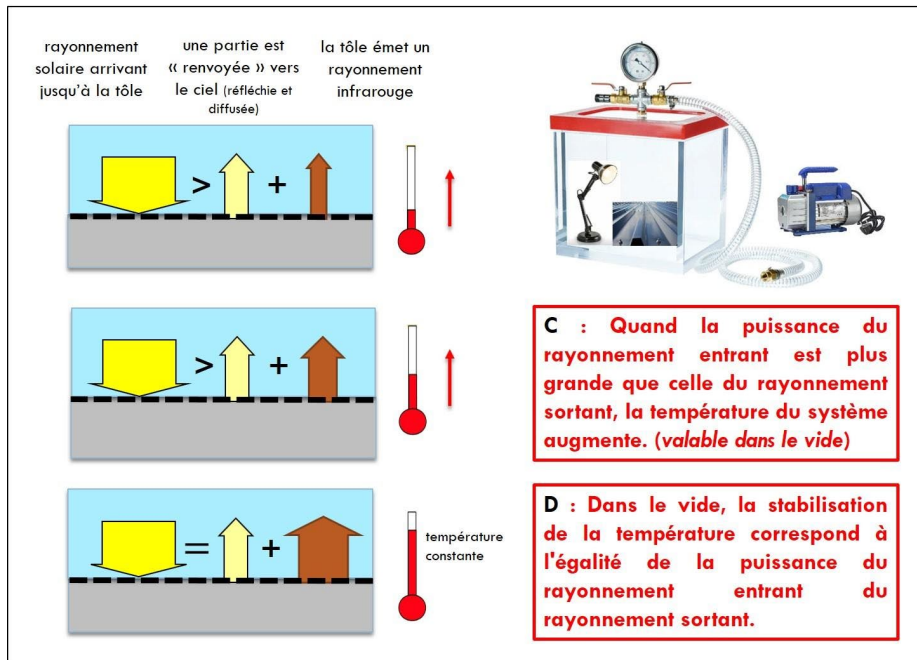 rayonnement
solaire arrivant
jusqu'à la tôle
une partie est
« renvoyée » vers
le ciel (réfléchie et
diffusée)
la tôle émet un
rayonnement
infrarouge
>
+
>
+
=
+
température
constante
C : Quand la puissance du
rayonnement entrant est plus
grande que celle du rayonnement
sortant, la température du système
augmente. (valable dans le vide)
D : Dans le vide, la stabilisation
de la température correspond à
l'égalité de la puissance du
rayonnement entrant du
rayonnement sortant.